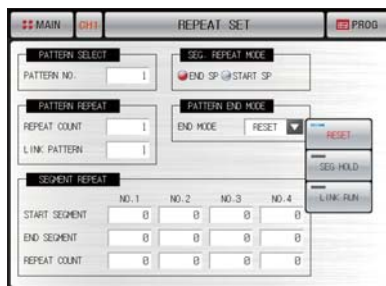 MAIN CH1 REPEAT SET PROG
PATTERN SELECT
PATTERN NO. 1
SEG. REPEAT MODE
END SP START SP
PATTERN REPEAT
REPEAT COUNT 1
LINK PATTERN 1
PATTERN END MODE
END MODE RESET
RESET
SEG HOLD
LINK RUN
SEGMENT REPEAT
NO.1 NO.2 NO.3 NO.4
START SEGMENT 0 0 0 0
END SEGMENT 0 0 0 0
REPEAT COUNT 0 0 0 0